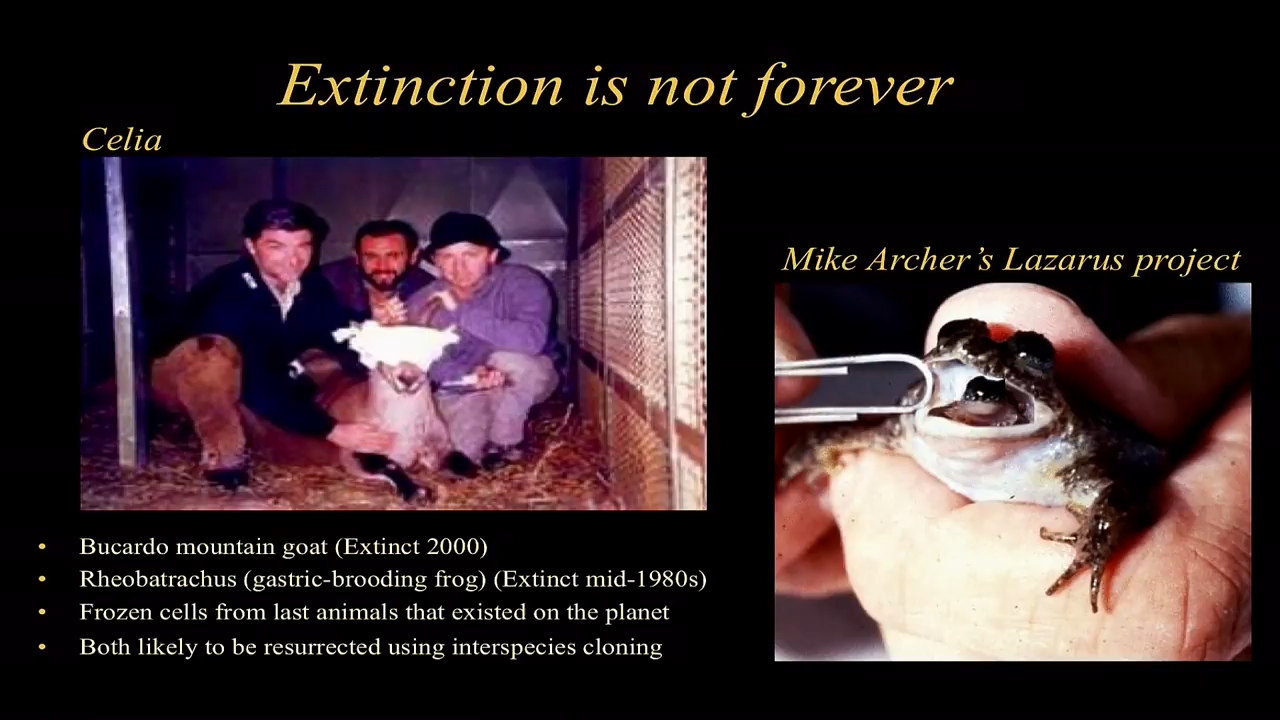 Extinction is not forever
Celia
Mike Archer's Lazarus project
• Bucardo mountain goat (Extinct 2000)
• Rheobatrachus (gastric-brooding frog) (Extinct mid-1980s)
• Frozen cells from last animals that existed on the planet
• Both likely to be resurrected using interspecies cloning